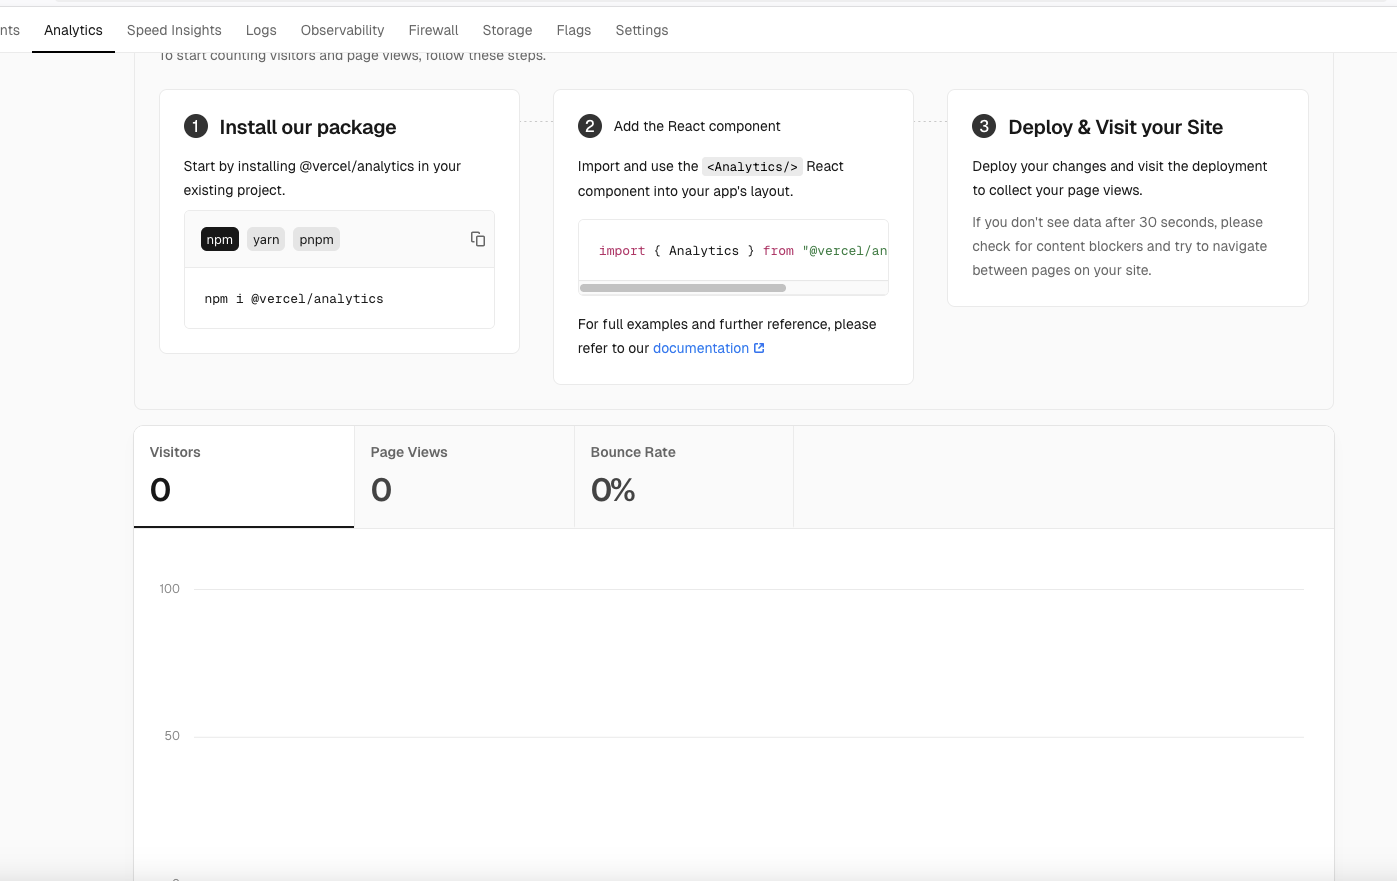 nts Analytics Speed Insights Logs Observability Firewall Storage Flags Settings
To start counting visitors and page views, follow these steps.
1 Install our package
Start by installing @vercel/analytics in your
existing project.
npm yarn pnpm
npm i @vercel/analytics
2 Add the React component
Import and use the <Analytics/> React
component into your app's layout.
import { Analytics } from "@vercel/an
For full examples and further reference, please
refer to our documentation
3 Deploy & Visit your Site
Deploy your changes and visit the deployment
to collect your page views.
If you don't see data after 30 seconds, please
check for content blockers and try to navigate
between pages on your site.
Visitors
0
Page Views
0
Bounce Rate
0%
100
50